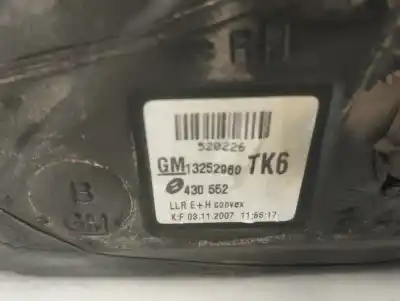 RH
520226
GM 13252960 TK6
430 552
LLR E+H convex
K:F 03.11.2007 11:56:17
B
GM